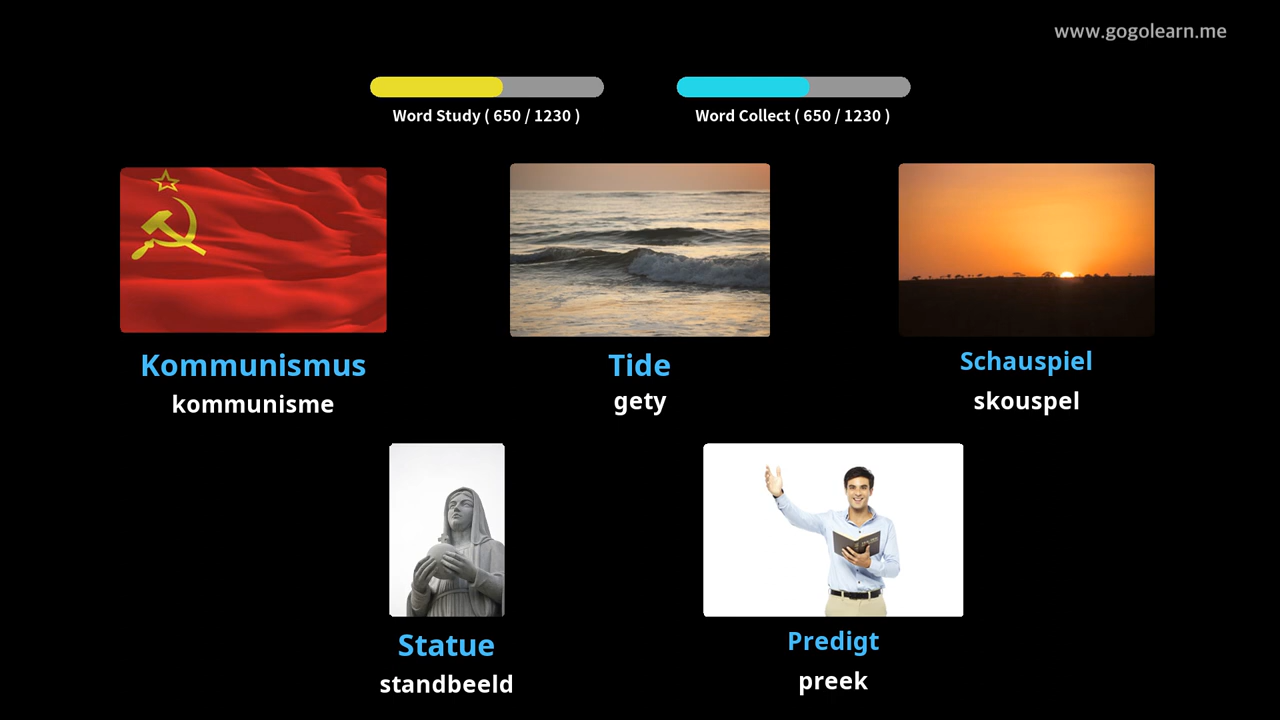 www.gogolearn.me
Word Study ( 650 / 1230 )
Word Collect ( 650 / 1230 )
Kommunismus
kommunisme
Tide
gety
Schauspiel
skouspel
Statue
standbeeld
Predigt
preek